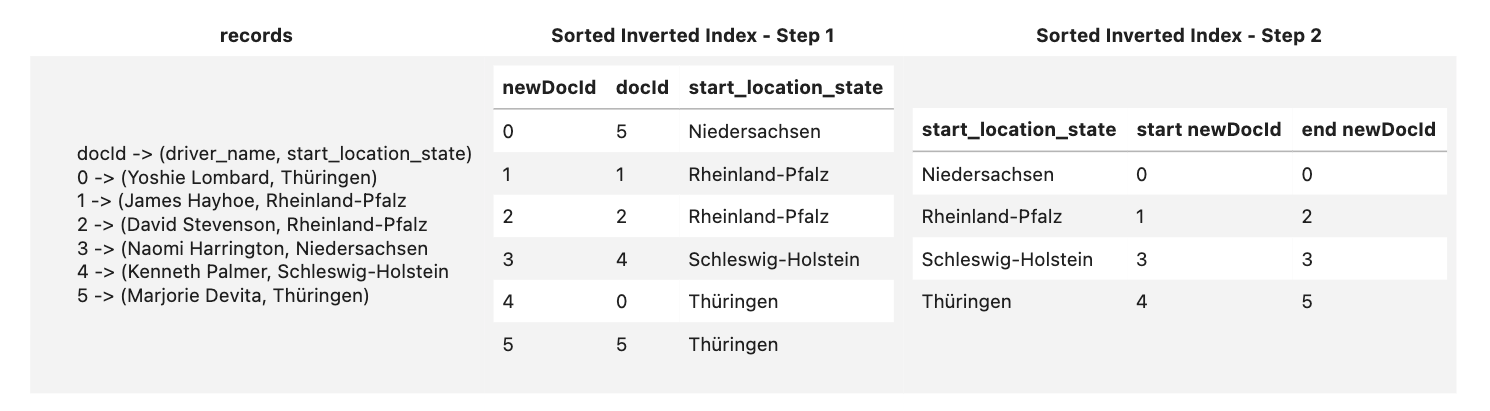 records
docId -> (driver_name, start_location_state)
0 -> (Yoshie Lombard, Thüringen)
1 -> (James Hayhoe, Rheinland-Pfalz
2 -> (David Stevenson, Rheinland-Pfalz
3 -> (Naomi Harrington, Niedersachsen
4 -> (Kenneth Palmer, Schleswig-Holstein
5 -> (Marjorie Devita, Thüringen)
Sorted Inverted Index - Step 1
newDocId docId start_location_state
0 5 Niedersachsen
1 1 Rheinland-Pfalz
2 2 Rheinland-Pfalz
3 4 Schleswig-Holstein
4 0 Thüringen
5 5 Thüringen
Sorted Inverted Index - Step 2
start_location_state start newDocId end newDocId
Niedersachsen 0 0
Rheinland-Pfalz 1 2
Schleswig-Holstein 3 3
Thüringen 4 5